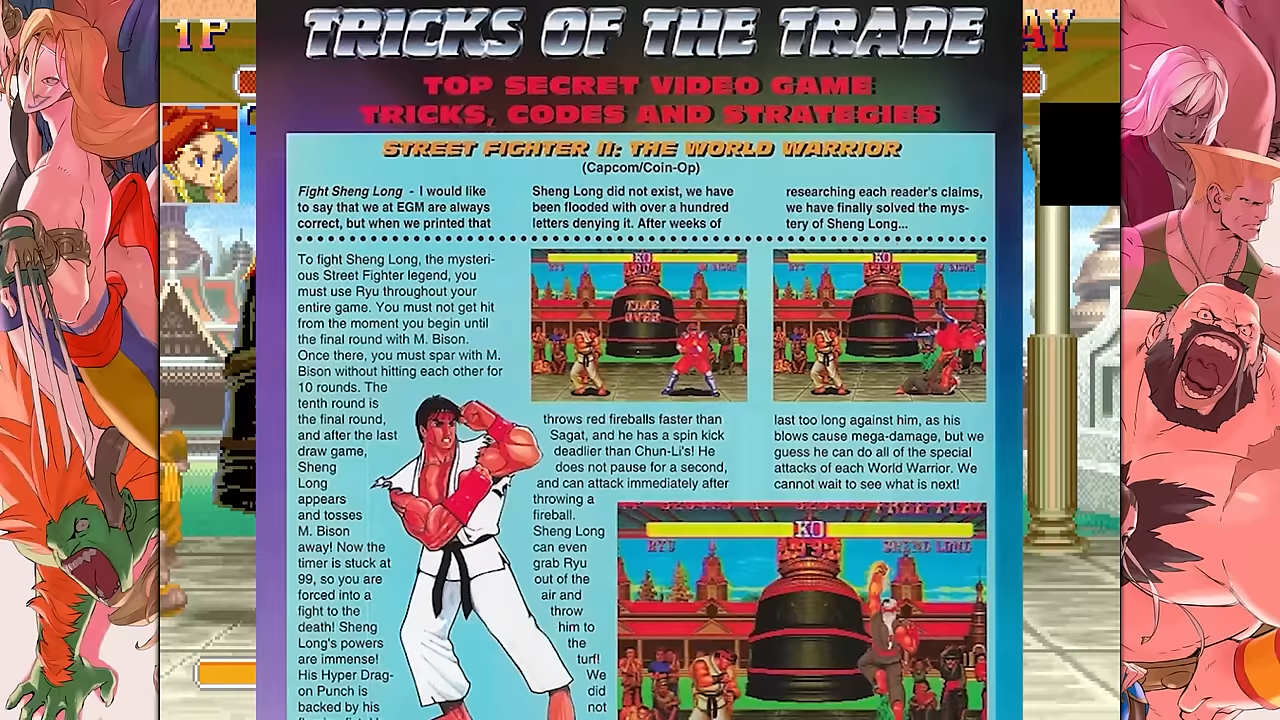 1P
AY
TRICKS OF THE TRADE
TOP SECRET VIDEO GAME
TRICKS, CODES AND STRATEGIES
STREET FIGHTER II: THE WORLD WARRIOR
(Capcom/Coin-Op)
Fight Sheng Long - I would like
to say that we at EGM are always
correct, but when we printed that
Sheng Long did not exist, we have
been flooded with over a hundred
letters denying it. After weeks of
researching each reader's claims,
we have finally solved the mys-
tery of Sheng Long...
To fight Sheng Long, the mysteri-
ous Street Fighter legend, you
must use Ryu throughout your
entire game. You must not get hit
from the moment you begin until
the final round with M. Bison.
Once there, you must spar with M.
Bison without hitting each other for
10 rounds. The
tenth round is
the final round,
and after the last
draw game,
Sheng
Long
appears
and tosses
M. Bison
away! Now the
timer is stuck at
99, so you are
forced into a
fight to the
death! Sheng
Long's powers
are immense!
His Hyper Drag-
on Punch is
backed by his
KO
RYU
M. BISON
TIME
OVER
KO
RYU
M. BISON
throws red fireballs faster than
Sagat, and he has a spin kick
deadlier than Chun-Li's! He
does not pause for a second,
and can attack immediately after
throwing a
fireball.
Sheng Long
can even
grab Ryu
out of the
air and
throw
him to
the
turf!
We
did
not
last too long against him, as his
blows cause mega-damage, but we
guess he can do all of the special
attacks of each World Warrior. We
cannot wait to see what is next!
FREE PLAY
KO
RYU
SHENG LONG